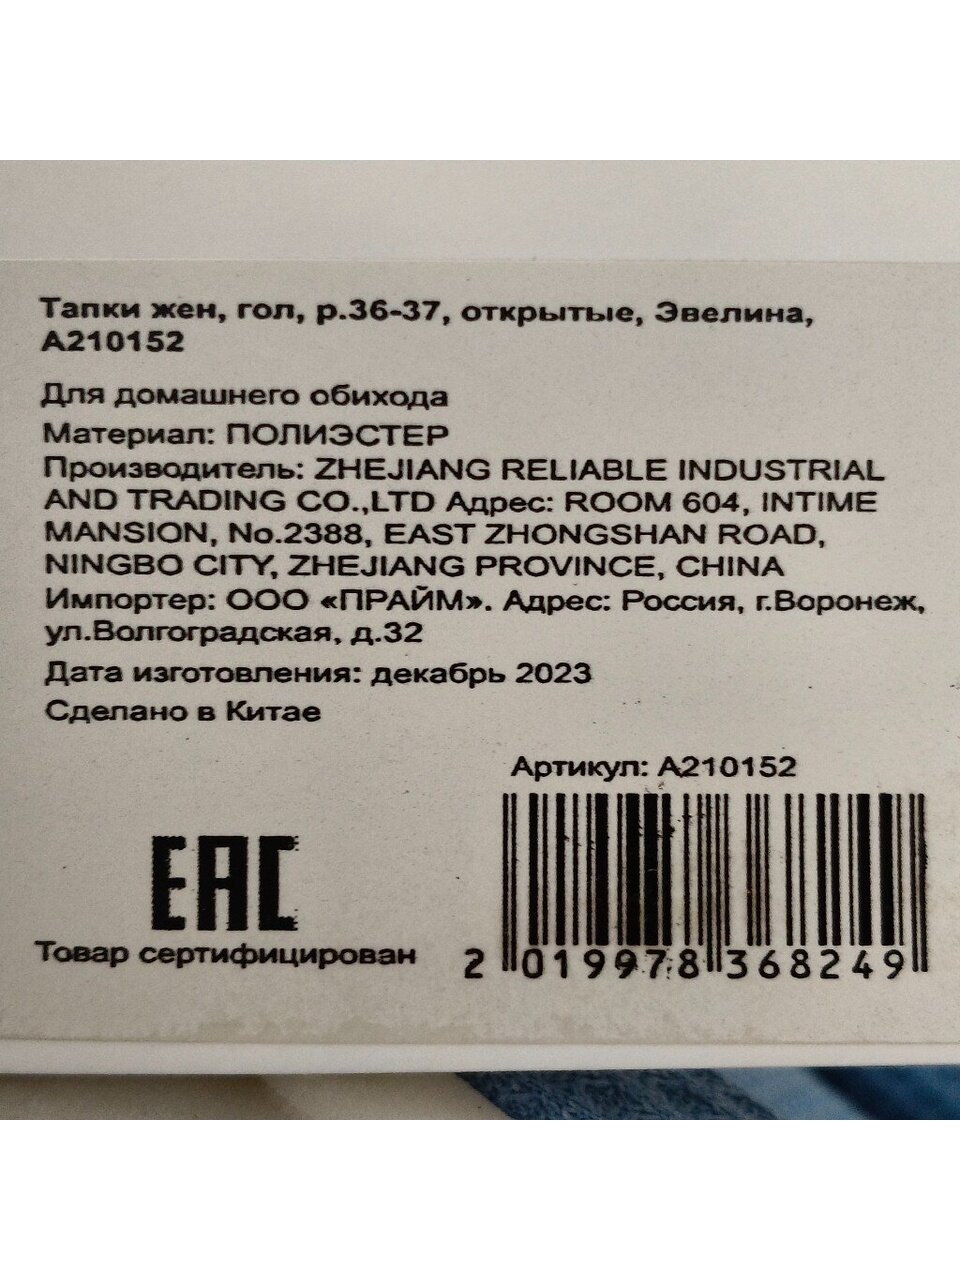 Тапки жен, гол, р.36-37, открытые, Эвелина,
А210152
Для домашнего обихода
Материал: ПОЛИЭСТЕР
Производитель: ZHEJIANG RELIABLE INDUSTRIAL
AND TRADING CO.,LTD Адрес: ROOM 604, INTIME
MANSION, No.2388, EAST ZHONGSHAN ROAD,
NINGBO CITY, ZHEJIANG PROVINCE, CHINA
Импортер: ООО «ПРАЙМ». Адрес: Россия, г.Воронеж,
ул.Волгоградская, д.32
Дата изготовления: декабрь 2023
Сделано в Китае
Артикул: А210152
EAC
Товар сертифицирован
2 019978 368249